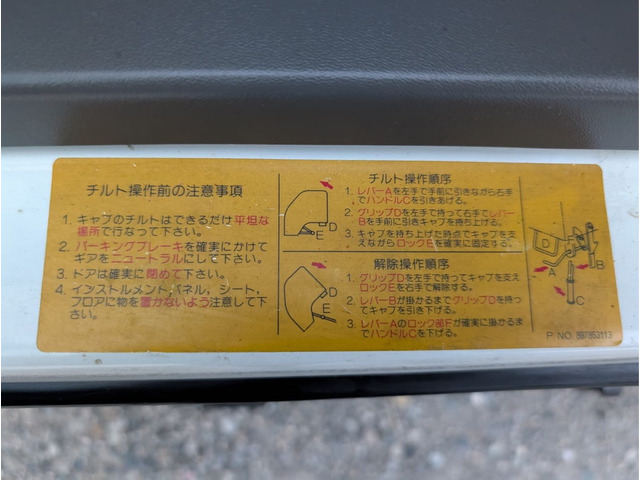 チルト操作前の注意事項
1. キャブのチルトはできるだけ平坦な
場所で行なって下さい。
2. パーキングブレーキを確実にかけて
ギアをニュートラルにして下さい。
3. ドアは確実に閉めて下さい。
4. インストルメントパネル、シート、
フロアに物を置かないよう注意して下
さい。
D
E
D
E
チルト操作順序
1. レバーAを左手で手前に引きながら右手
でハンドルCを引きあげる。
2. グリップDを左手で持って右手でレバー
Bを手前に引きキャブを持ち上げる。
3. キャブを持ち上げた時点でキャブを支
えながらロックEを確実に固定する。
解除操作順序
1. グリップDを左手で持ってキャブを支え
ロックEを右手で解除する。
2. レバーBが掛かるまでグリップDを持っ
てキャブを引き下げる。
3. レバーAのロック部Fが確実に掛かるま
でハンドルCを下げる。
A
B
C
P.NO.